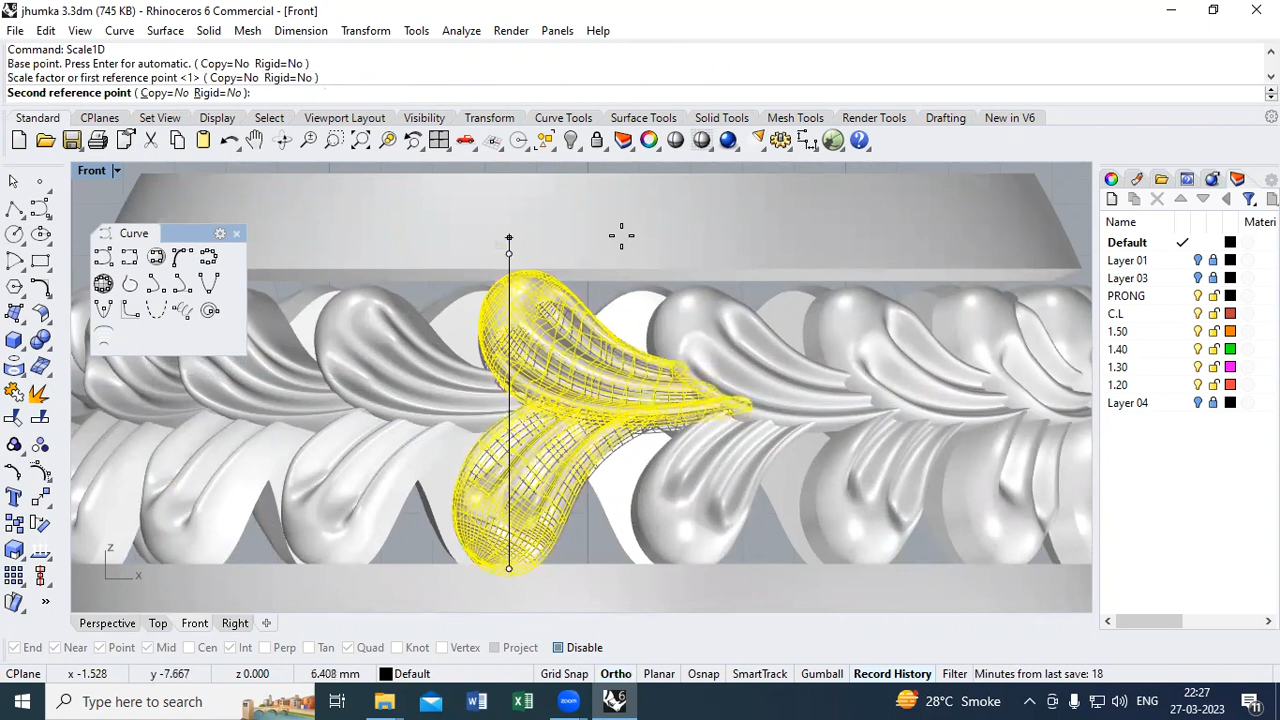 jhumka 3.3dm (745 KB) - Rhinoceros 6 Commercial - [Front]
File Edit View Curve Surface Solid Mesh Dimension Transform Tools Analyze Render Panels Help
Command: Scale1D
Base point. Press Enter for automatic. ( Copy=No Rigid=No )
Scale factor or first reference point <1> ( Copy=No Rigid=No )
Second reference point ( Copy=No Rigid=No ):
Standard CPlanes Set View Display Select Viewport Layout Visibility Transform Curve Tools Surface Tools Solid Tools Mesh Tools Render Tools Drafting New in V6
Front
Curve
Name Material
Default
Layer 01
Layer 03
PRONG
C.L
1.50
1.40
1.30
1.20
Layer 04
z
x
Perspective Top Front Right
End Near Point Mid Cen Int Perp Tan Quad Knot Vertex Project Disable
CPlane x -1.528 y -7.667 z 0.000 6.408 mm Default Grid Snap Ortho Planar Osnap SmartTrack Gumball Record History Filter Minutes from last save: 18
Type here to search 28°C Smoke ENG 22:27
27-03-2023 11